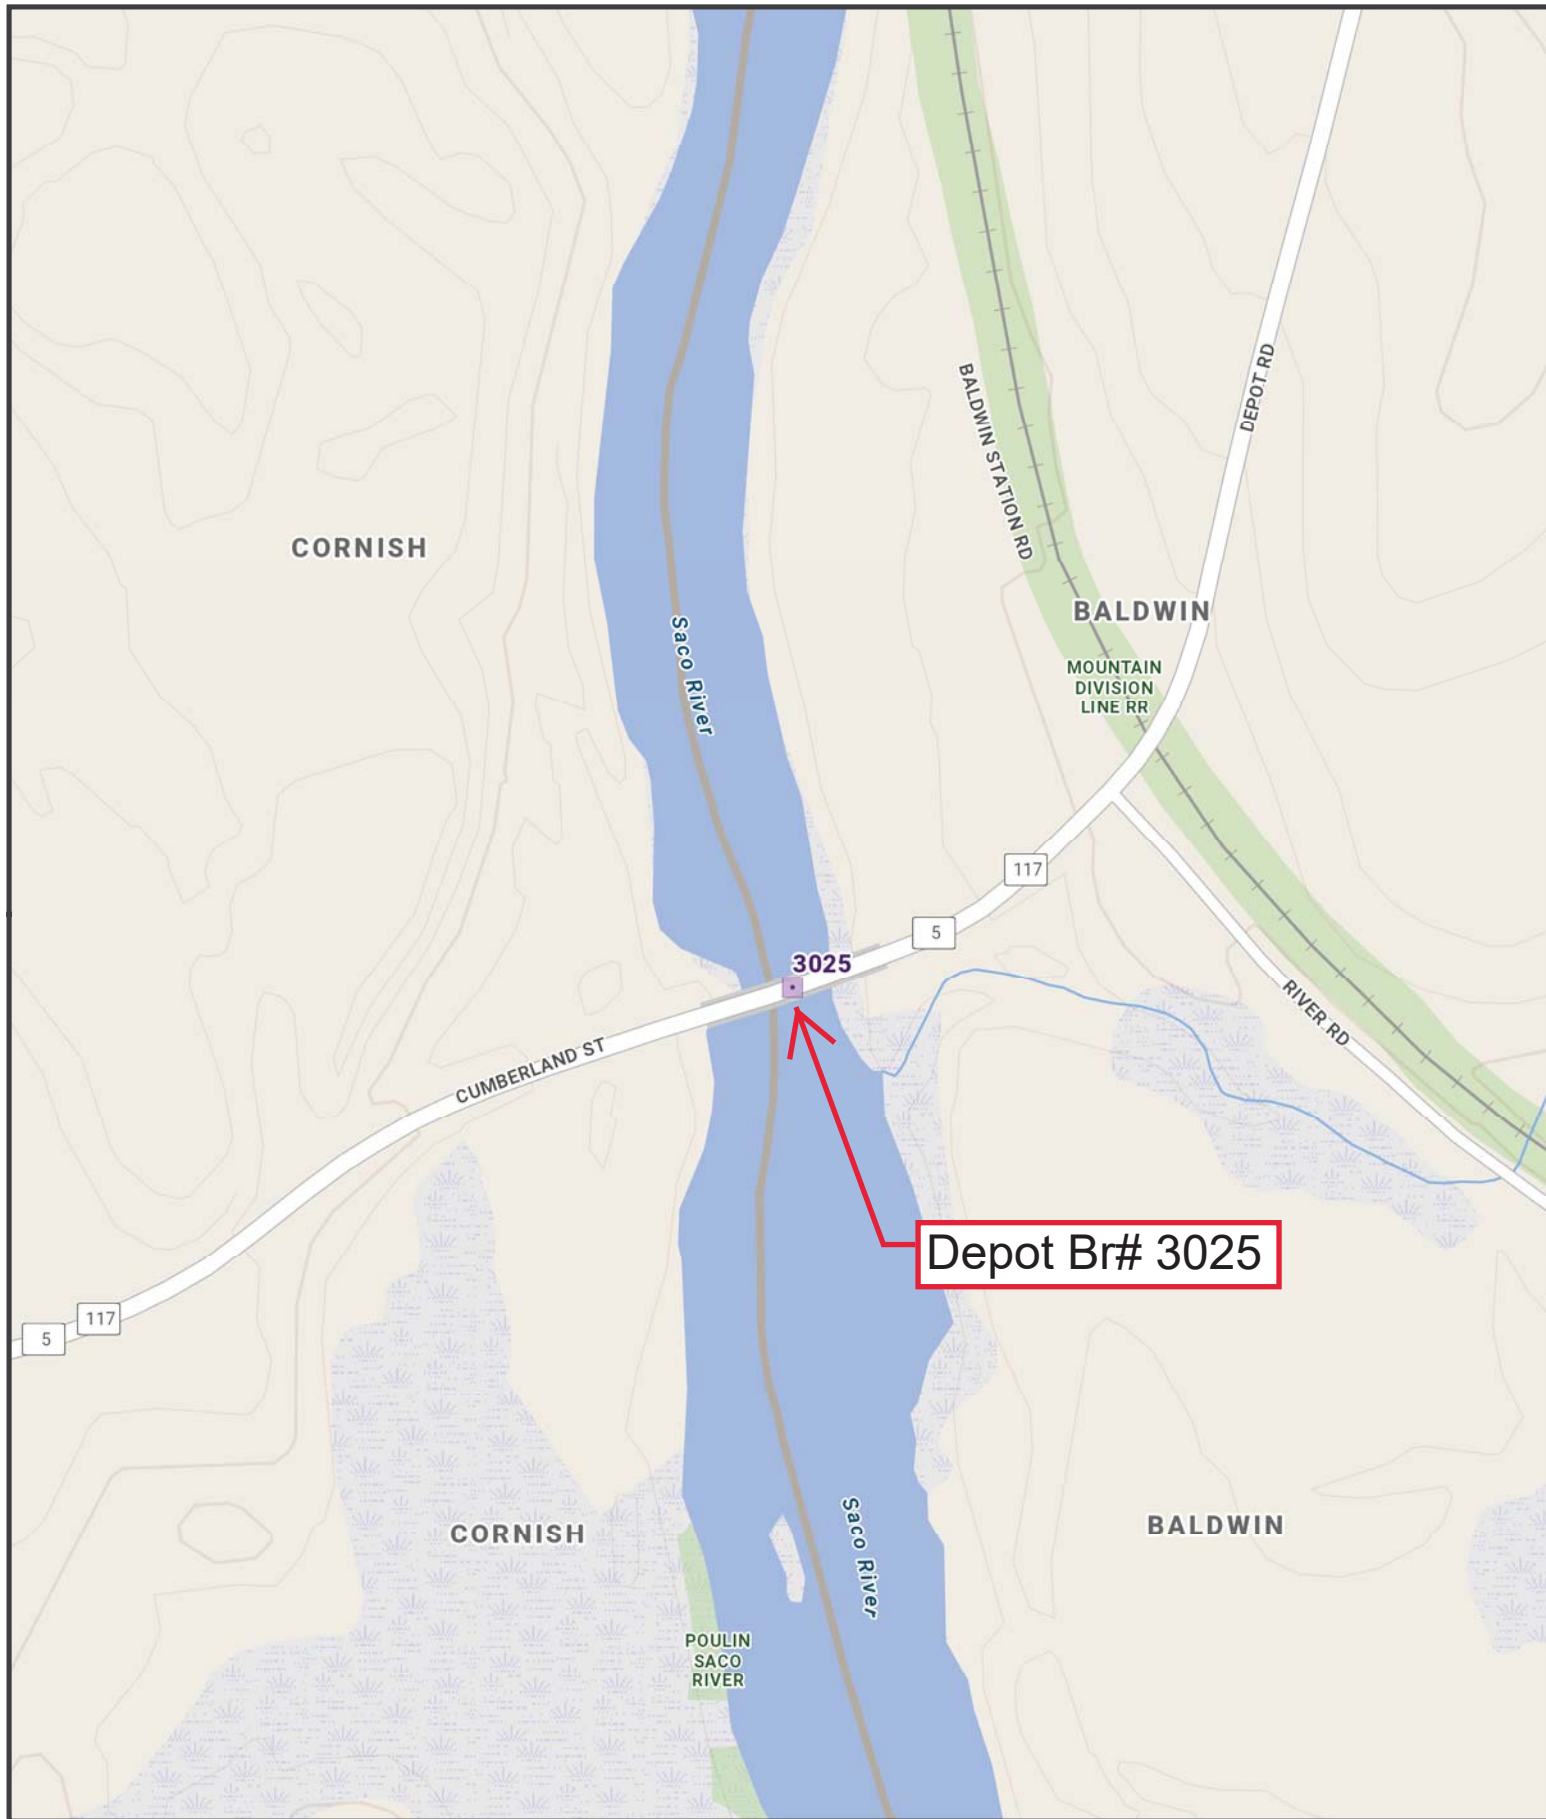 DEPOT RD
BALDWIN STATION RD
CORNISH
BALDWIN
Saco River
MOUNTAIN
DIVISION
LINE RR
117
5
3025
RIVER RD
CUMBERLAND ST
Depot Br# 3025
117
5
Saco River
BALDWIN
CORNISH
POULIN
SACO
RIVER